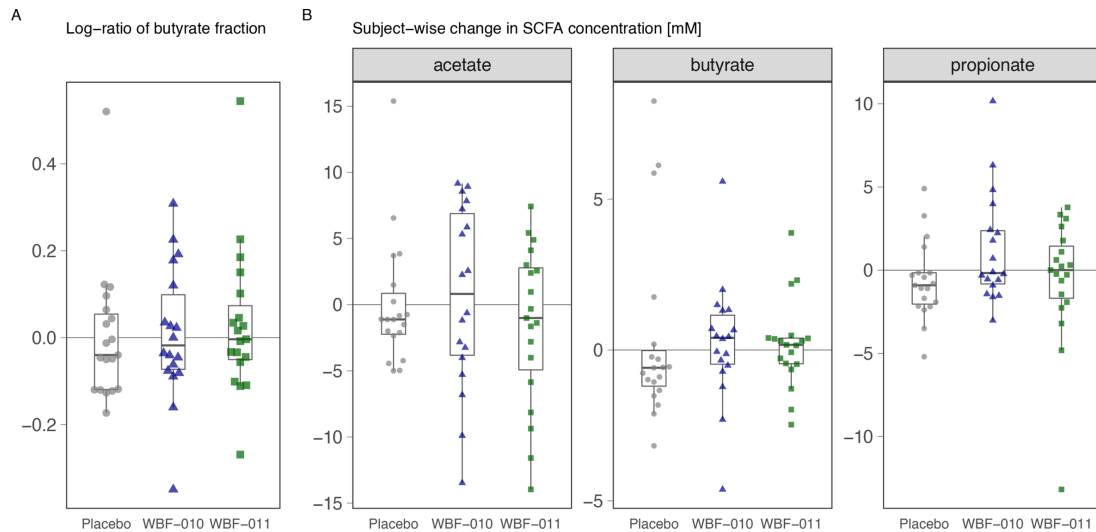 A
Log−ratio of butyrate fraction
0.4
0.2
0.0
−0.2
Placebo WBF−010 WBF−011
B
Subject−wise change in SCFA concentration [mM]
acetate
15
10
5
0
−5
−10
−15
Placebo WBF−010 WBF−011
butyrate
5
0
−5
Placebo WBF−010 WBF−011
propionate
10
5
0
−5
−10
Placebo WBF−010 WBF−011